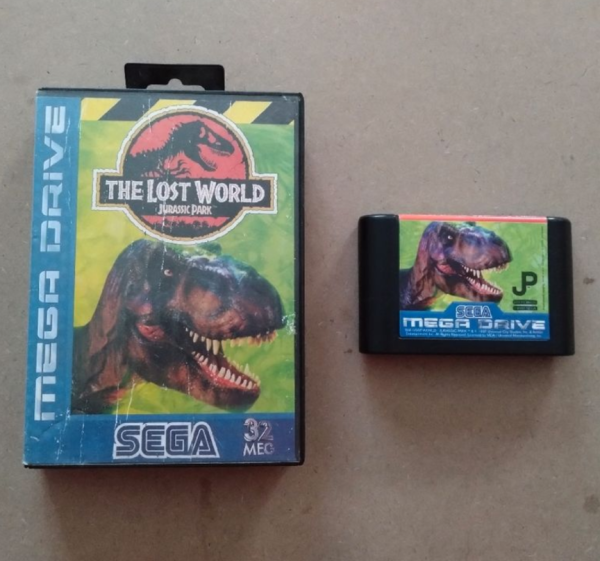 MEGA DRIVE
THE LOST WORLD
JURASSIC PARK
SEGA
32
MEG
JP
SEGA
MEGA DRIVE